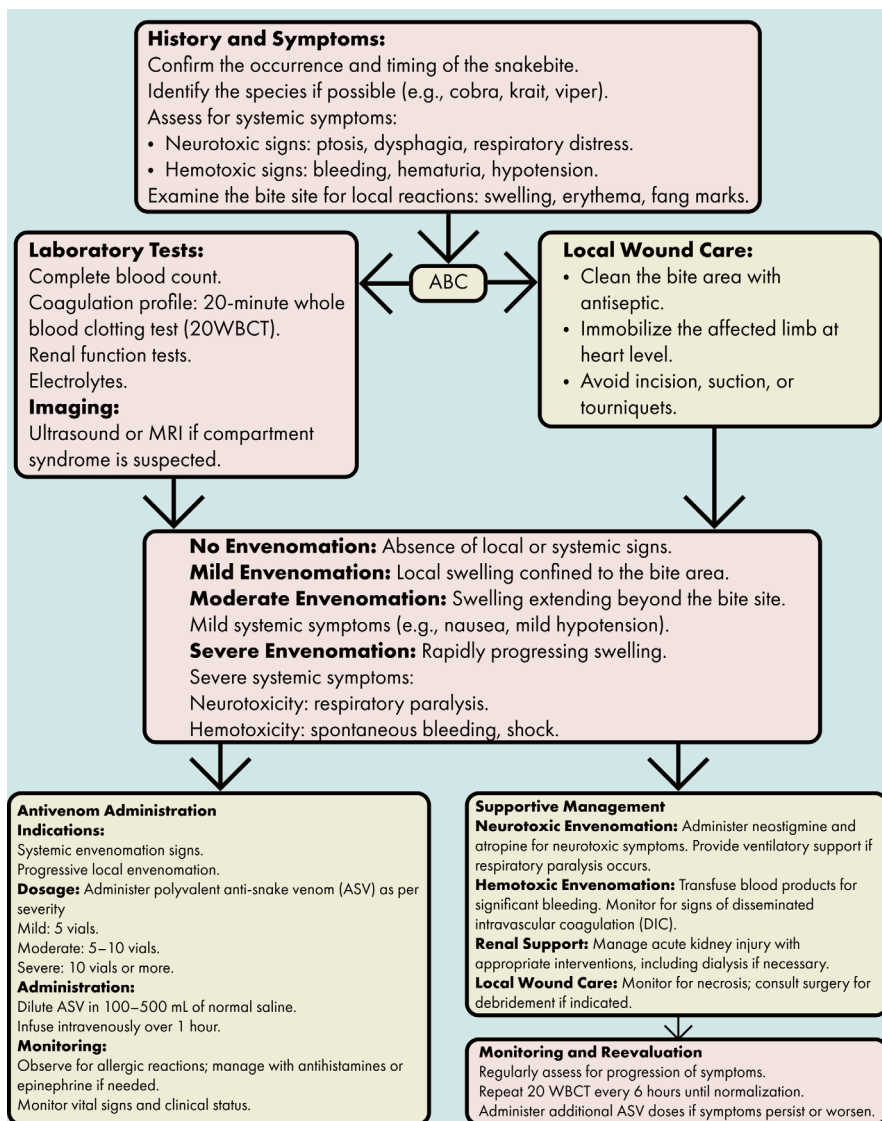 History and Symptoms:
Confirm the occurrence and timing of the snakebite.
Identify the species if possible (e.g., cobra, krait, viper).
Assess for systemic symptoms:
• Neurotoxic signs: ptosis, dysphagia, respiratory distress.
• Hemotoxic signs: bleeding, hematuria, hypotension.
Examine the bite site for local reactions: swelling, erythema, fang marks.
ABC
Laboratory Tests:
Complete blood count.
Coagulation profile: 20-minute whole
blood clotting test (20WBCT).
Renal function tests.
Electrolytes.
Imaging:
Ultrasound or MRI if compartment
syndrome is suspected.
Local Wound Care:
• Clean the bite area with
antiseptic.
• Immobilize the affected limb at
heart level.
• Avoid incision, suction, or
tourniquets.
No Envenomation: Absence of local or systemic signs.
Mild Envenomation: Local swelling confined to the bite area.
Moderate Envenomation: Swelling extending beyond the bite site.
Mild systemic symptoms (e.g., nausea, mild hypotension).
Severe Envenomation: Rapidly progressing swelling.
Severe systemic symptoms:
Neurotoxicity: respiratory paralysis.
Hemotoxicity: spontaneous bleeding, shock.
Antivenom Administration
Indications:
Systemic envenomation signs.
Progressive local envenomation.
Dosage: Administer polyvalent anti-snake venom (ASV) as per
severity
Mild: 5 vials.
Moderate: 5–10 vials.
Severe: 10 vials or more.
Administration:
Dilute ASV in 100–500 mL of normal saline.
Infuse intravenously over 1 hour.
Monitoring:
Observe for allergic reactions; manage with antihistamines or
epinephrine if needed.
Monitor vital signs and clinical status.
Supportive Management
Neurotoxic Envenomation: Administer neostigmine and
atropine for neurotoxic symptoms. Provide ventilatory support if
respiratory paralysis occurs.
Hemotoxic Envenomation: Transfuse blood products for
significant bleeding. Monitor for signs of disseminated
intravascular coagulation (DIC).
Renal Support: Manage acute kidney injury with
appropriate interventions, including dialysis if necessary.
Local Wound Care: Monitor for necrosis; consult surgery for
debridement if indicated.
Monitoring and Reevaluation
Regularly assess for progression of symptoms.
Repeat 20 WBCT every 6 hours until normalization.
Administer additional ASV doses if symptoms persist or worsen.